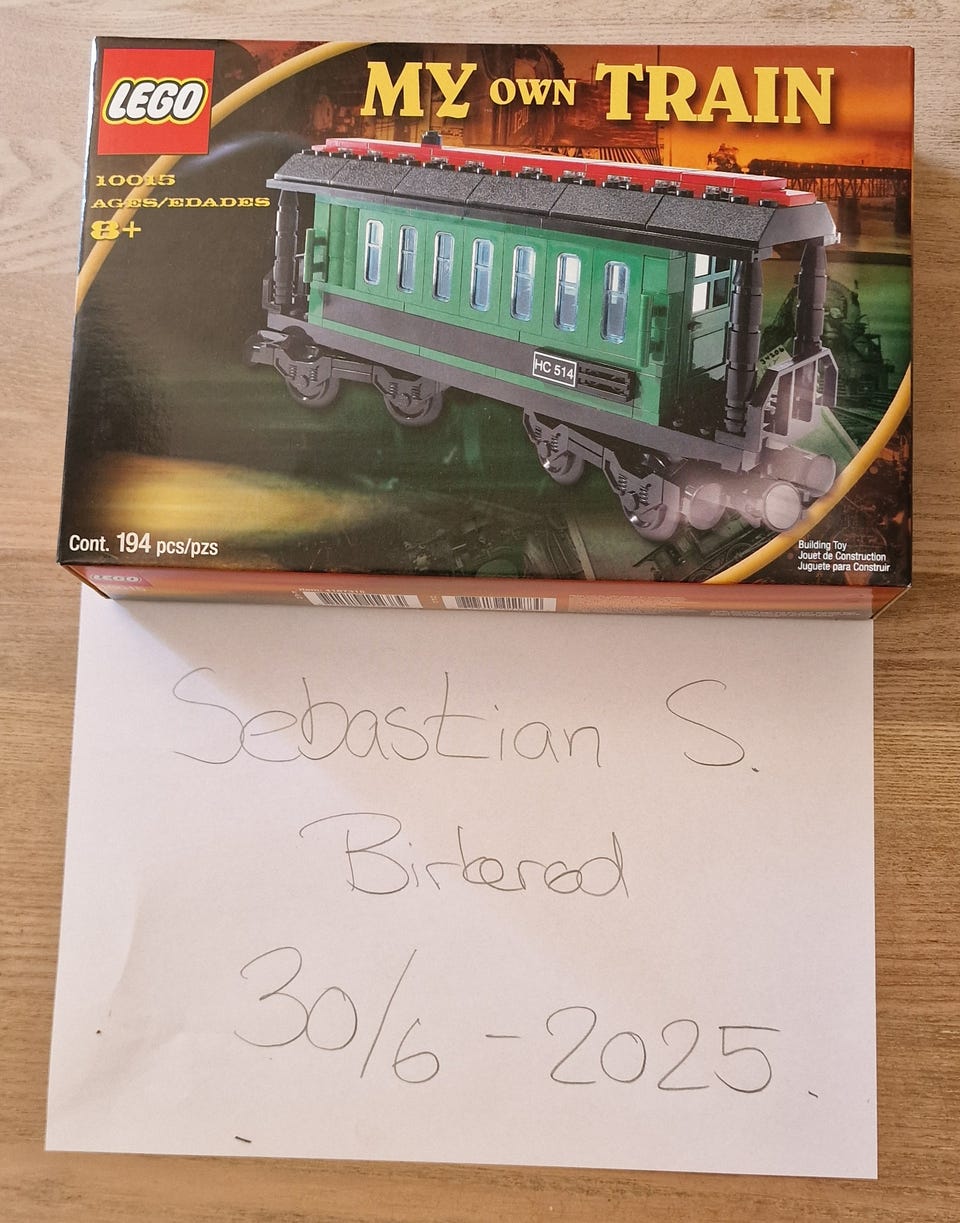 LEGO
MY OWN TRAIN
10015
AGES/EDADES
8+
HC 514
Cont. 194 pcs/pzs
Building Toy
Jouet de Construction
Juguete para Construir
LEGO
Sebastian S.
Birkerød
30/6 - 2025.